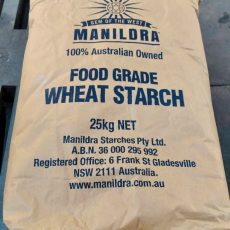 GEM OF THE WEST
MANILDRA
100% Australian Owned
FOOD GRADE
WHEAT STARCH
25kg NET
Manildra Starches Pty Ltd.
A.B.N. 36 000 295 992
Registered Office: 6 Frank St Gladesville
NSW 2111 Australia.
www.manildra.com.au